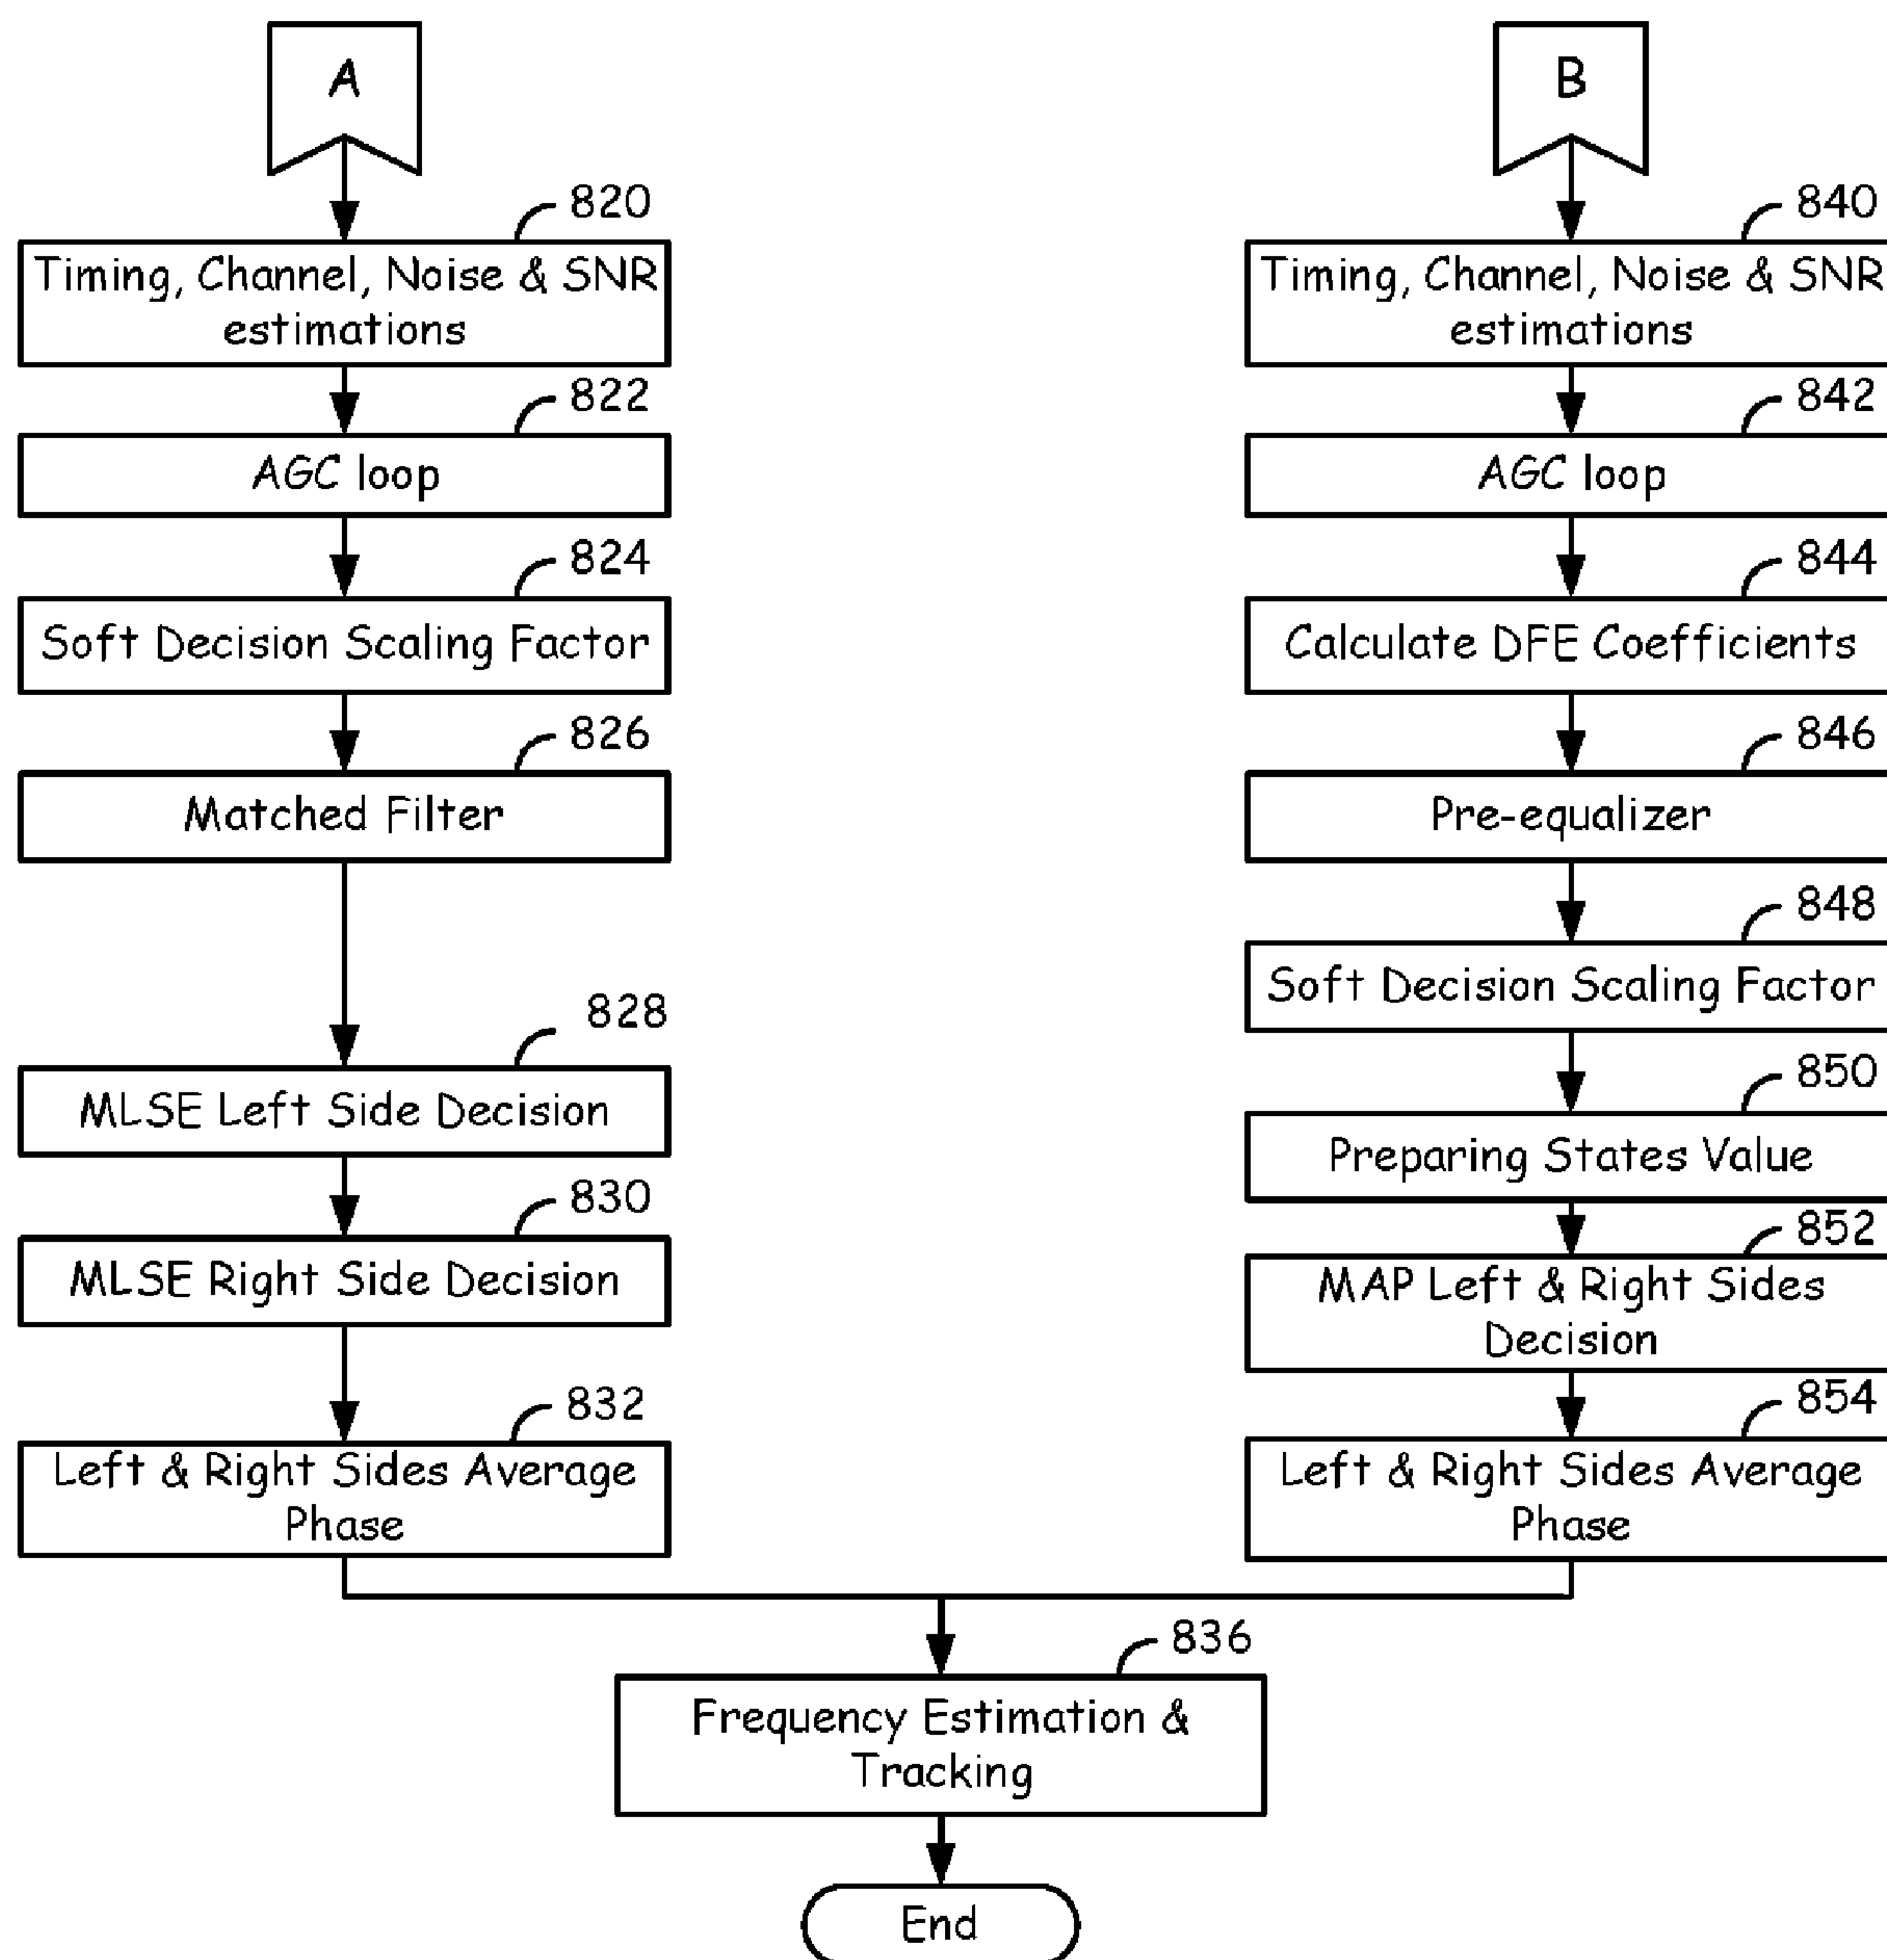 A
820
Timing, Channel, Noise & SNR
estimations
822
AGC loop
824
Soft Decision Scaling Factor
826
Matched Filter
828
MLSE Left Side Decision
830
MLSE Right Side Decision
832
Left & Right Sides Average
Phase
B
840
Timing, Channel, Noise & SNR
estimations
842
AGC loop
844
Calculate DFE Coefficients
846
Pre-equalizer
848
Soft Decision Scaling Factor
850
Preparing States Value
852
MAP Left & Right Sides
Decision
854
Left & Right Sides Average
Phase
836
Frequency Estimation &
Tracking
End